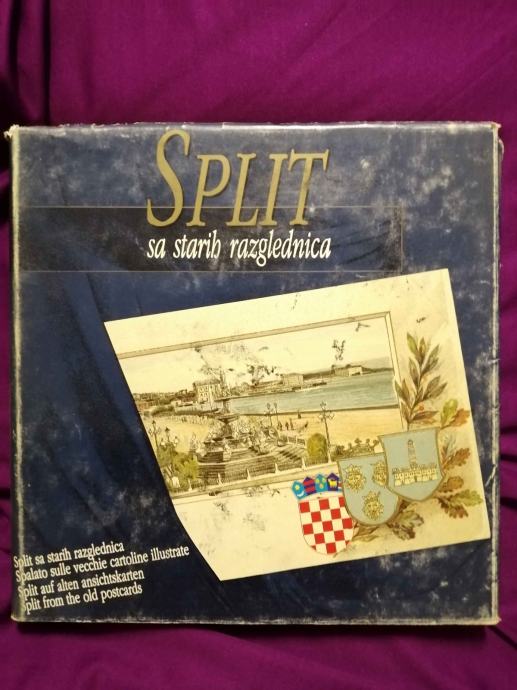 SPLIT
sa starih razglednica
Split sa starih razglednica
Spalato sulle vecchie cartoline illustrate
Split auf alten ansichtskarten
Split from the old postcards